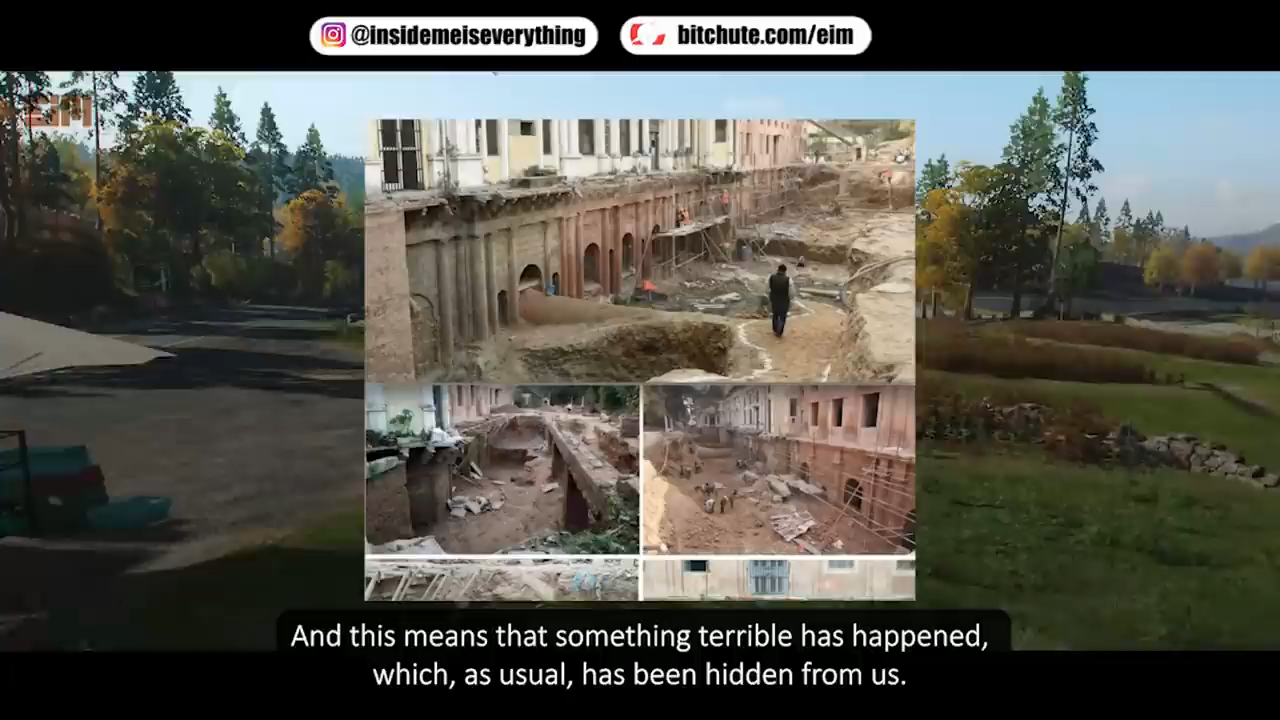 @insidemeiseverything
bitchute.com/eim
EIM
And this means that something terrible has happened,
which, as usual, has been hidden from us.